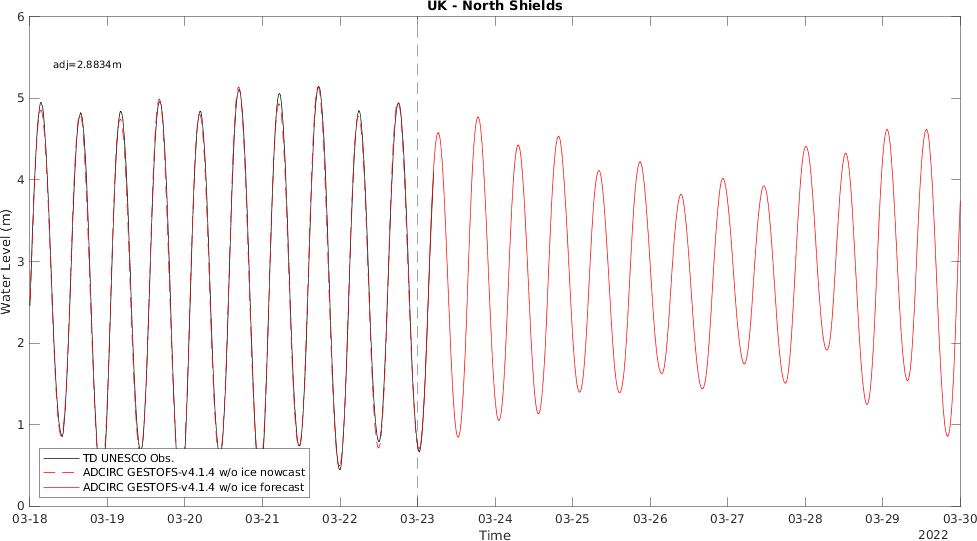 UK - North Shields
6
adj=2.8834m
5
4
3
2
1
0
Water Level (m)
TD UNESCO Obs.
ADCIRC GESTOFS-v4.1.4 w/o ice nowcast
ADCIRC GESTOFS-v4.1.4 w/o ice forecast
03-18 03-19 03-20 03-21 03-22 03-23 03-24 03-25 03-26 03-27 03-28 03-29 03-30
Time
2022